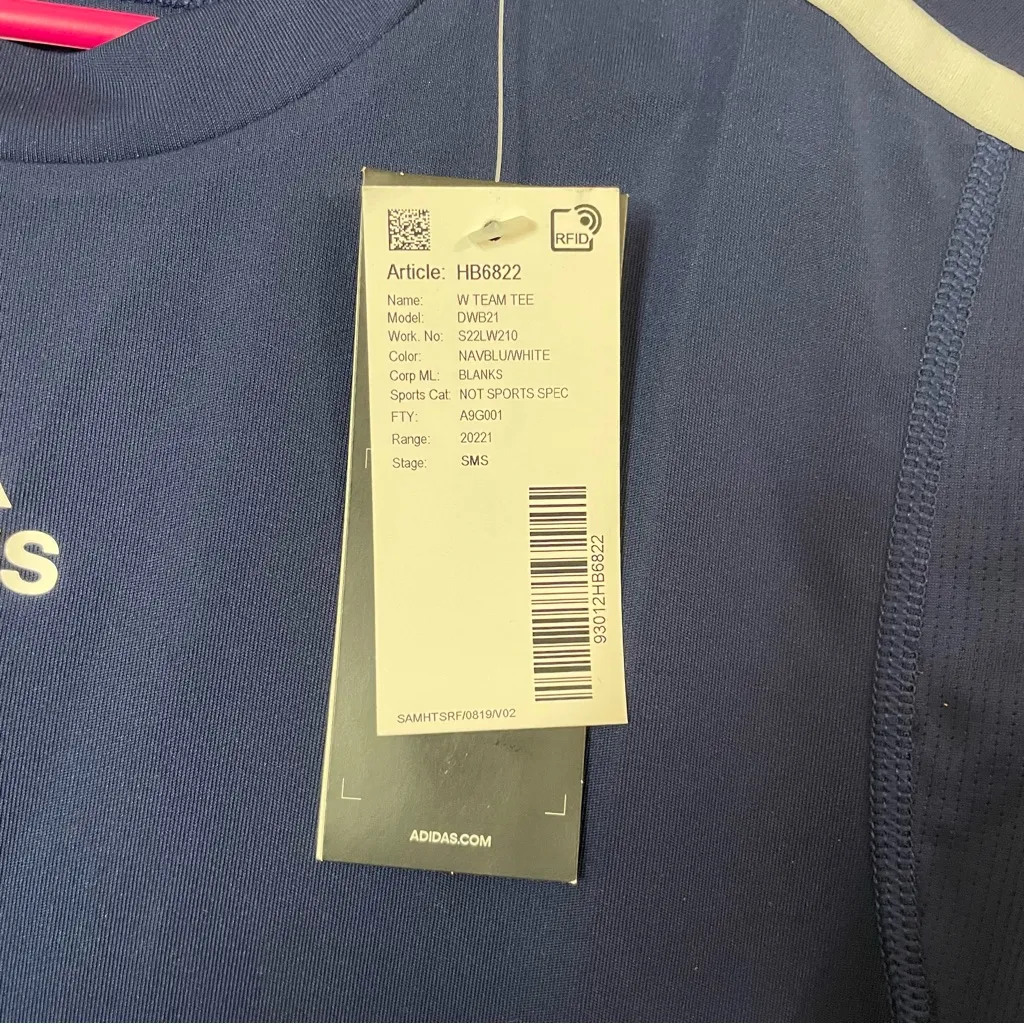 RFID
Article: HB6822
Name: W TEAM TEE
Model: DWB21
Work. No: S22LW210
Color: NAVBLU/WHITE
Corp ML: BLANKS
Sports Cat: NOT SPORTS SPEC
FTY: A9G001
Range: 20221
Stage: SMS
93012HB6822
SAMHTSRF/0819/V02
ADIDAS.COM